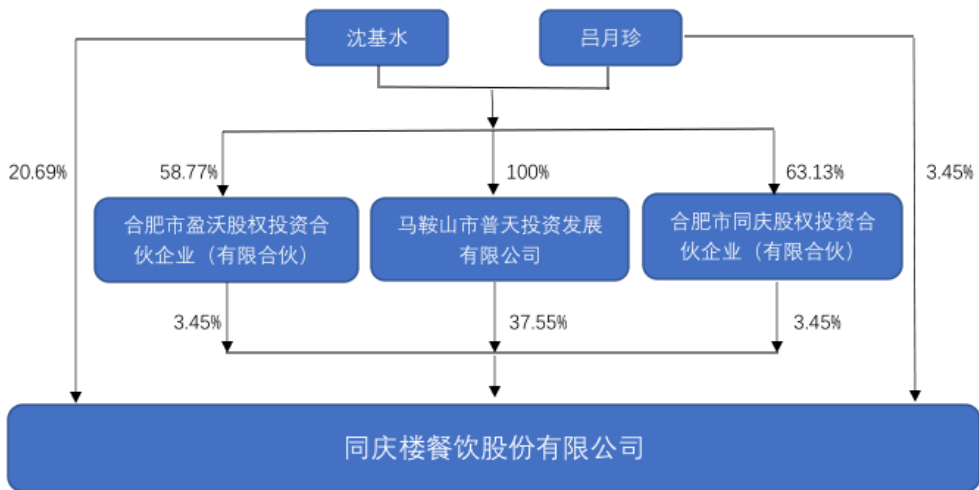 沈基水
吕月珍
20.69%
58.77%
100%
63.13%
3.45%
合肥市盈沃股权投资合
伙企业（有限合伙）
马鞍山市普天投资发展
有限公司
合肥市同庆股权投资合
伙企业（有限合伙）
3.45%
37.55%
3.45%
同庆楼餐饮股份有限公司